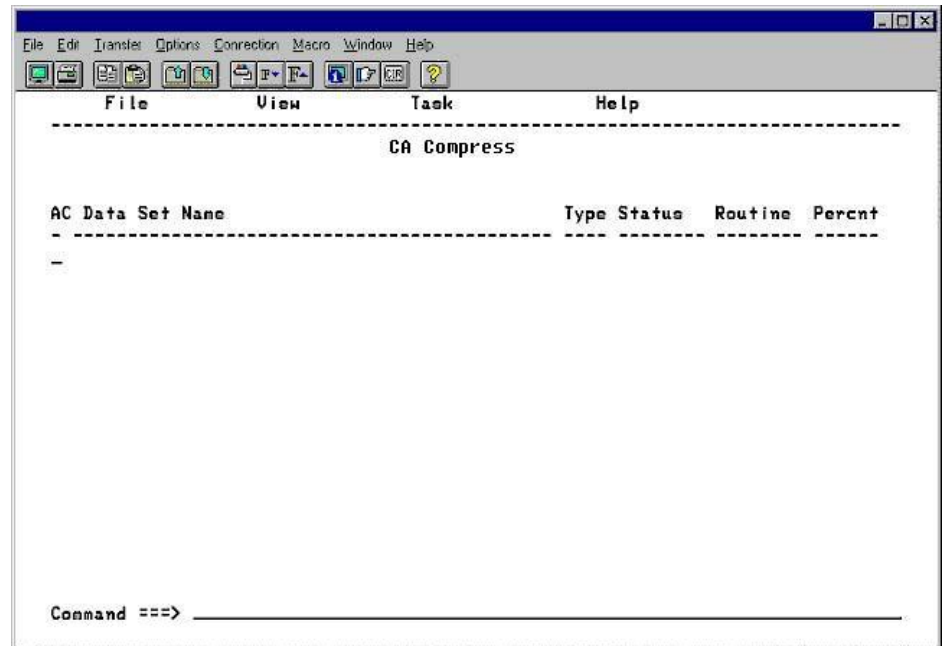 File Edit Transfer Options Connection Macro Window Help
File View Task Help
CA Compress
AC Data Set Name Type Status Routine Percnt
Command ===>